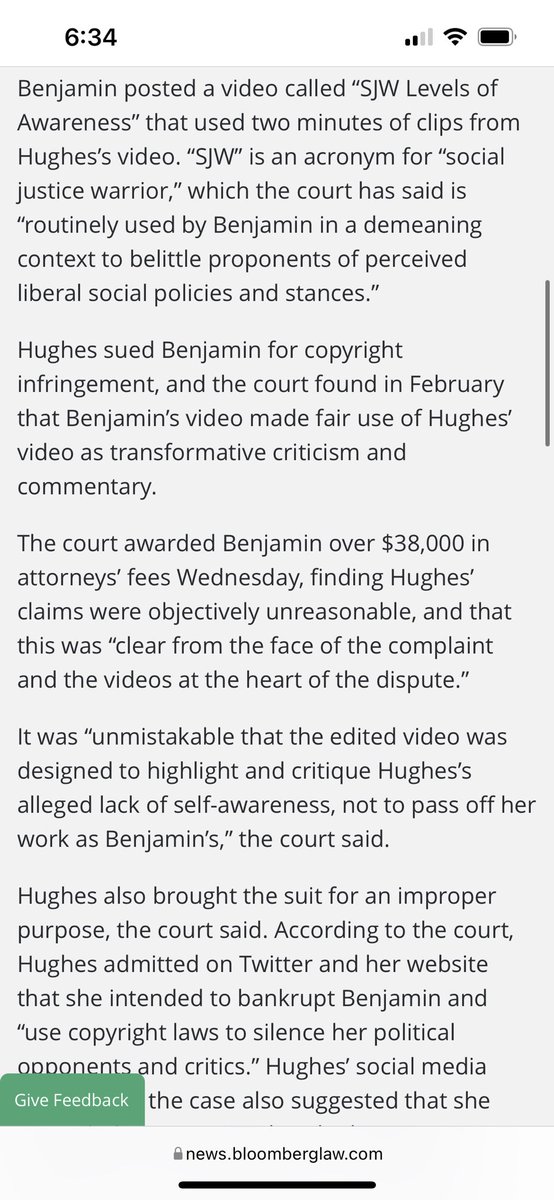 6:34
Benjamin posted a video called “SJW Levels of
Awareness” that used two minutes of clips from
Hughes’s video. “SJW” is an acronym for “social
justice warrior,” which the court has said is
“routinely used by Benjamin in a demeaning
context to belittle proponents of perceived
liberal social policies and stances.”
Hughes sued Benjamin for copyright
infringement, and the court found in February
that Benjamin’s video made fair use of Hughes’
video as transformative criticism and
commentary.
The court awarded Benjamin over $38,000 in
attorneys’ fees Wednesday, finding Hughes’
claims were objectively unreasonable, and that
this was “clear from the face of the complaint
and the videos at the heart of the dispute.”
It was “unmistakable that the edited video was
designed to highlight and critique Hughes’s
alleged lack of self-awareness, not to pass off her
work as Benjamin’s,” the court said.
Hughes also brought the suit for an improper
purpose, the court said. According to the court,
Hughes admitted on Twitter and her website
that she intended to bankrupt Benjamin and
“use copyright laws to silence her political
opponents and critics.” Hughes’ social media
Give Feedback the case also suggested that she
news.bloomberglaw.com